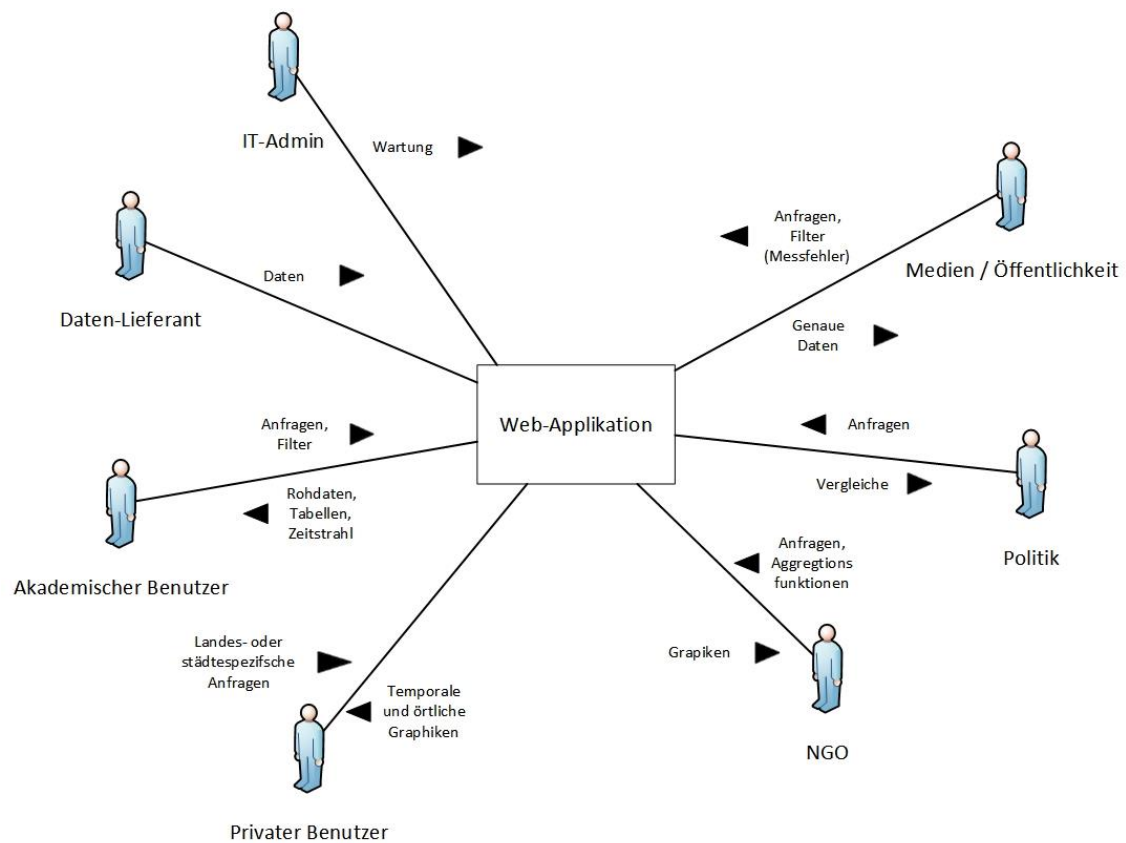 IT-Admin
Wartung
Daten-Lieferant
Daten
Anfragen,
Filter
(Messfehler)
Medien / Öffentlichkeit
Genaue
Daten
Web-Applikation
Anfragen,
Filter
Rohdaten,
Tabellen,
Zeitstrahl
Akademischer Benutzer
Anfragen
Vergleiche
Politik
Anfragen,
Aggregtions
funktionen
Grapiken
NGO
Landes- oder
städtespezifsche
Anfragen
Temporale
und örtliche
Graphiken
Privater Benutzer